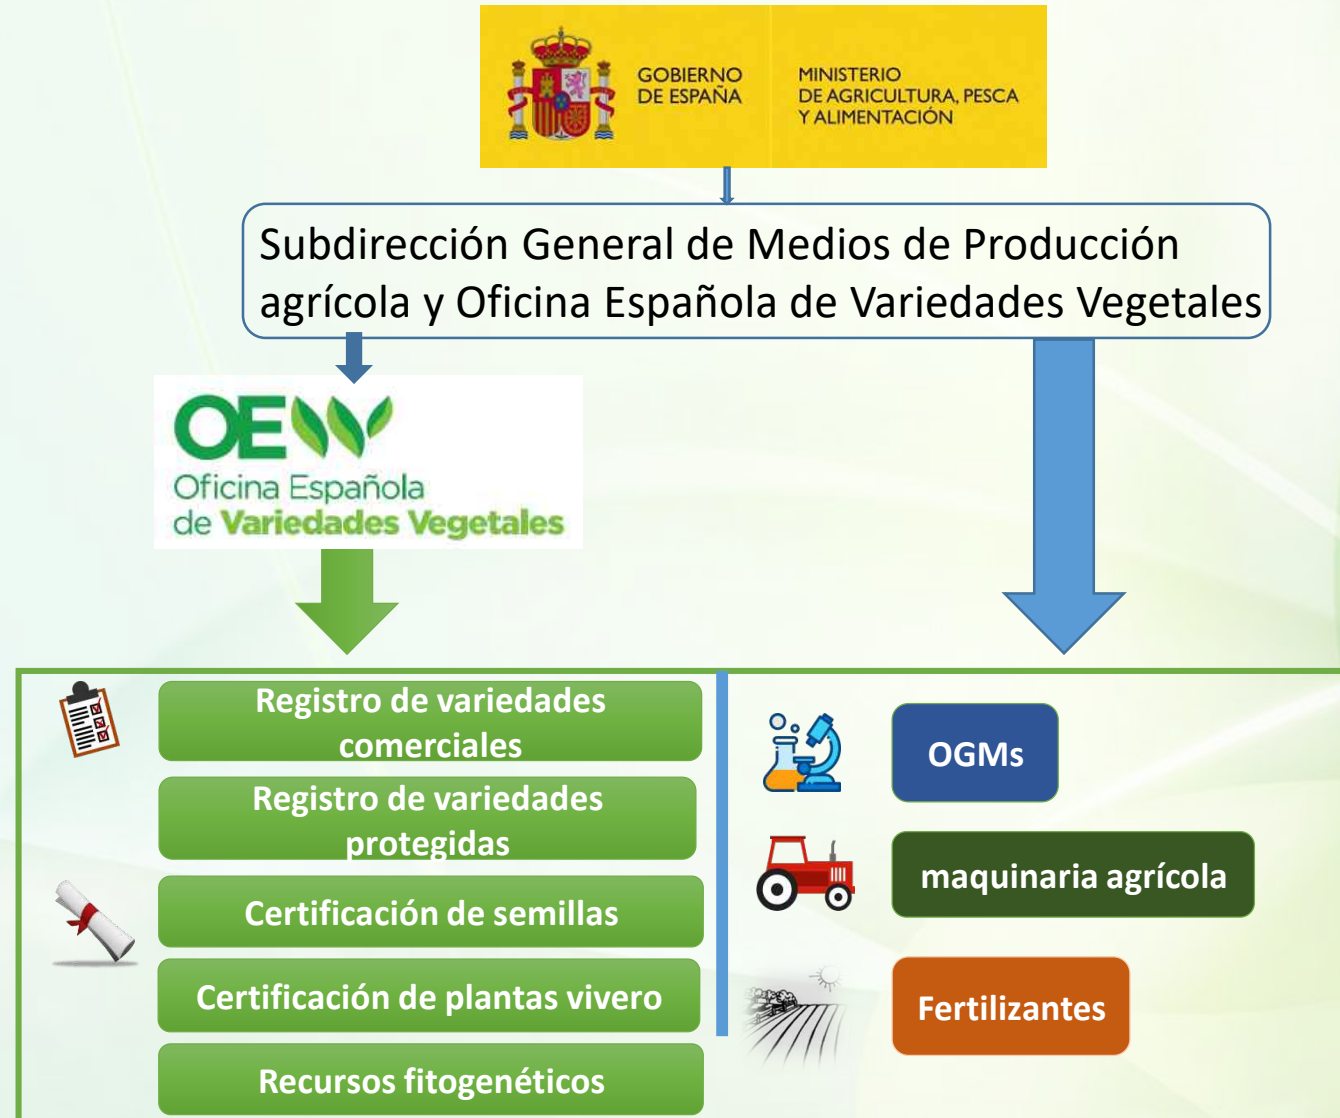 GOBIERNO
DE ESPAÑA
MINISTERIO
DE AGRICULTURA, PESCA
Y ALIMENTACIÓN
Subdirección General de Medios de Producción
agrícola y Oficina Española de Variedades Vegetales
OEVV
Oficina Española
de Variedades Vegetales
Registro de variedades
comerciales
Registro de variedades
protegidas
Certificación de semillas
Certificación de plantas vivero
Recursos fitogenéticos
OGMs
maquinaria agrícola
Fertilizantes